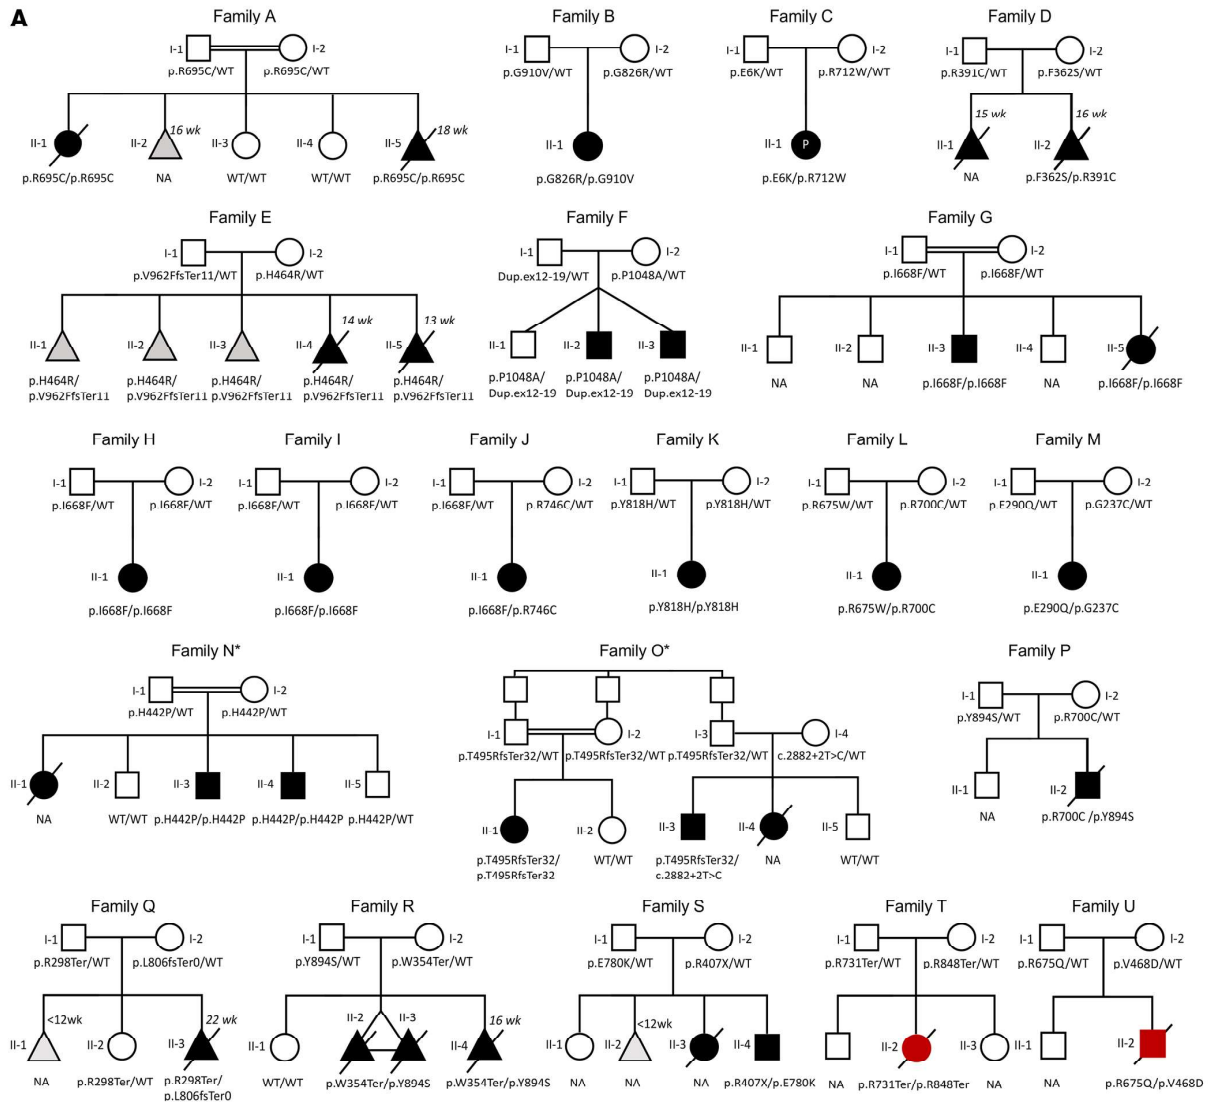 A
Family A
Family B
Family C
Family D
I-1 I-2 I-1 I-2 I-1 I-2 I-1 I-2
p.R695C/WT p.R695C/WT p.G910V/WT p.G826R/WT p.E6K/WT p.R712W/WT p.R391C/WT p.F362S/WT
16 wk 18 wk 15 wk 16 wk
II-1 II-2 II-3 II-4 II-5 II-1 II-1 P II-1 II-2
p.R695C/p.R695C NA WT/WT WT/WT p.R695C/p.R695C p.G826R/p.G910V p.E6K/p.R712W NA p.F362S/p.R391C
Family E
Family F
Family G
I-1 I-2 I-1 I-2 I-1 I-2
p.V962FfsTer11/WT p.H464R/WT Dup.ex12-19/WT p.P1048A/WT p.I668F/WT p.I668F/WT
14 wk 13 wk
II-1 II-2 II-3 II-4 II-5 II-1 II-2 II-3 II-1 II-2 II-3 II-4 II-5
p.H464R/ p.H464R/ p.H464R/ p.H464R/ p.H464R/ p.P1048A/ p.P1048A/ p.P1048A/ NA NA p.I668F/p.I668F NA p.I668F/p.I668F
p.V962FfsTer11 p.V962FfsTer11 p.V962FfsTer11 p.V962FfsTer11 p.V962FfsTer11 Dup.ex12-19 Dup.ex12-19 Dup.ex12-19
Family H
Family I
Family J
Family K
Family L
Family M
I-1 I-2 I-1 I-2 I-1 I-2 I-1 I-2 I-1 I-2 I-1 I-2
p.I668F/WT p.I668F/WT p.I668F/WT p.I668F/WT p.I668F/WT p.R746C/WT p.Y818H/WT p.Y818H/WT p.R675W/WT p.R700C/WT p.E290Q/WT p.G237C/WT
II-1 II-1 II-1 II-1 II-1 II-1
p.I668F/p.I668F p.I668F/p.I668F p.I668F/p.R746C p.Y818H/p.Y818H p.R675W/p.R700C p.E290Q/p.G237C
Family N*
Family O*
Family P
I-1 I-2 I-1 I-2 I-3 I-4 I-1 I-2
p.H442P/WT p.H442P/WT p.T495RfsTer32/WT p.T495RfsTer32/WT p.T495RfsTer32/WT c.2882+2T>C/WT p.Y894S/WT p.R700C/WT
II-1 II-2 II-3 II-4 II-5 II-1 II-2 II-3 II-4 II-5 II-1 II-2
NA WT/WT p.H442P/p.H442P p.H442P/p.H442P p.H442P/WT p.T495RfsTer32/ WT/WT p.T495RfsTer32/ NA WT/WT NA p.R700C /p.Y894S
p.T495RfsTer32 c.2882+2T>C
Family Q
Family R
Family S
Family T
Family U
I-1 I-2 I-1 I-2 I-1 I-2 I-1 I-2 I-1 I-2
p.R298Ter/WT p.L806fsTer0/WT p.Y894S/WT p.W354Ter/WT p.E780K/WT p.R407X/WT p.R731Ter/WT p.R848Ter/WT p.R675Q/WT p.V468D/WT
<12wk 22 wk 16 wk <12wk
II-1 II-2 II-3 II-1 II-2 II-3 II-4 II-1 II-2 II-3 II-4 II-2 II-3 II-1 II-2
NA p.R298Ter/WT p.R298Ter/ WT/WT p.W354Ter/p.Y894S p.W354Ter/p.Y894S NA NA NA p.R407X/p.E780K NA p.R731Ter/p.R848Ter NA NA p.R675Q/p.V468D
p.L806fsTer0